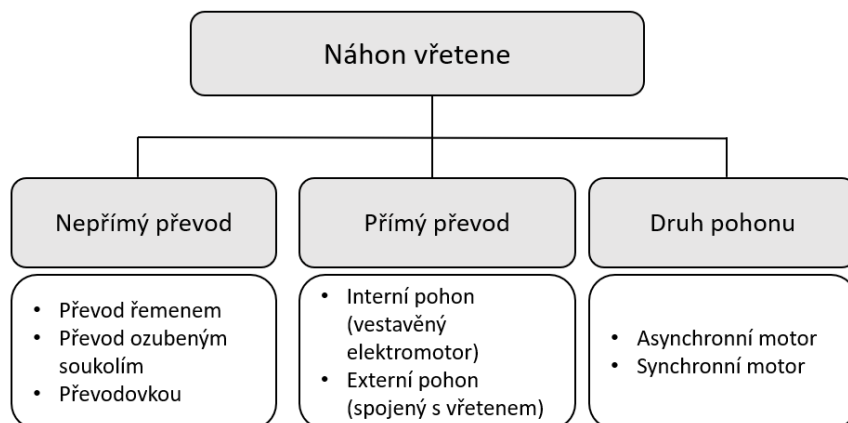 Náhon vřetene
Nepřímý převod
Přímý převod
Druh pohonu
• Převod řemenem
• Převod ozubeným
soukolím
• Převodovkou
• Interní pohon
(vestavěný
elektromotor)
• Externí pohon
(spojený s vřetenem)
• Asynchronní motor
• Synchronní motor